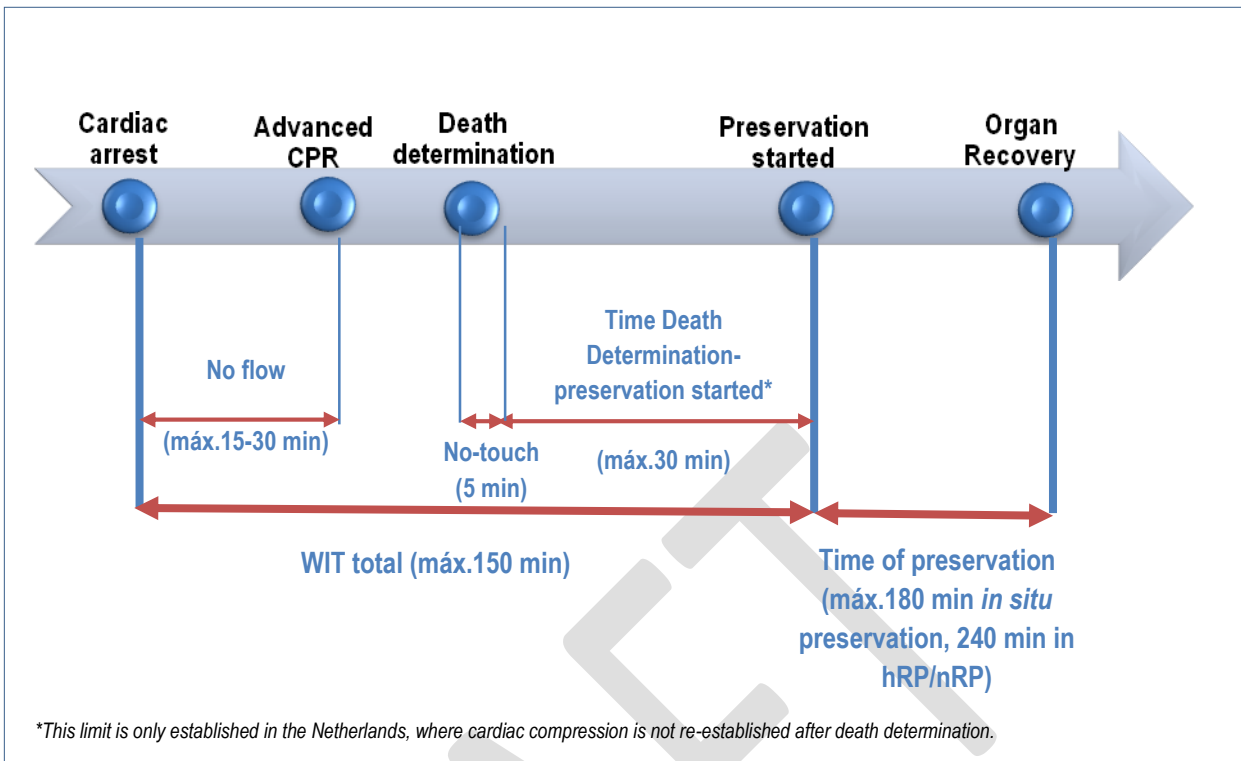 Cardiac
arrest
Advanced
CPR
Death
determination
Preservation
started
Organ
Recovery
No flow
(máx.15-30 min)
No-touch
(5 min)
Time Death
Determination-
preservation started*
(máx.30 min)
WIT total (máx.150 min)
Time of preservation
(máx.180 min in situ
preservation, 240 min in
hRP/nRP)
*This limit is only established in the Netherlands, where cardiac compression is not re-established after death determination.